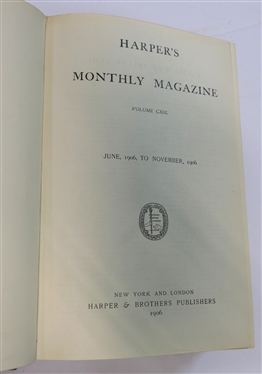 HARPER'S
MONTHLY MAGAZINE
VOLUME CXIII.
JUNE, 1906, TO NOVEMBER, 1906
NEW YORK AND LONDON
HARPER & BROTHERS PUBLISHERS
1906